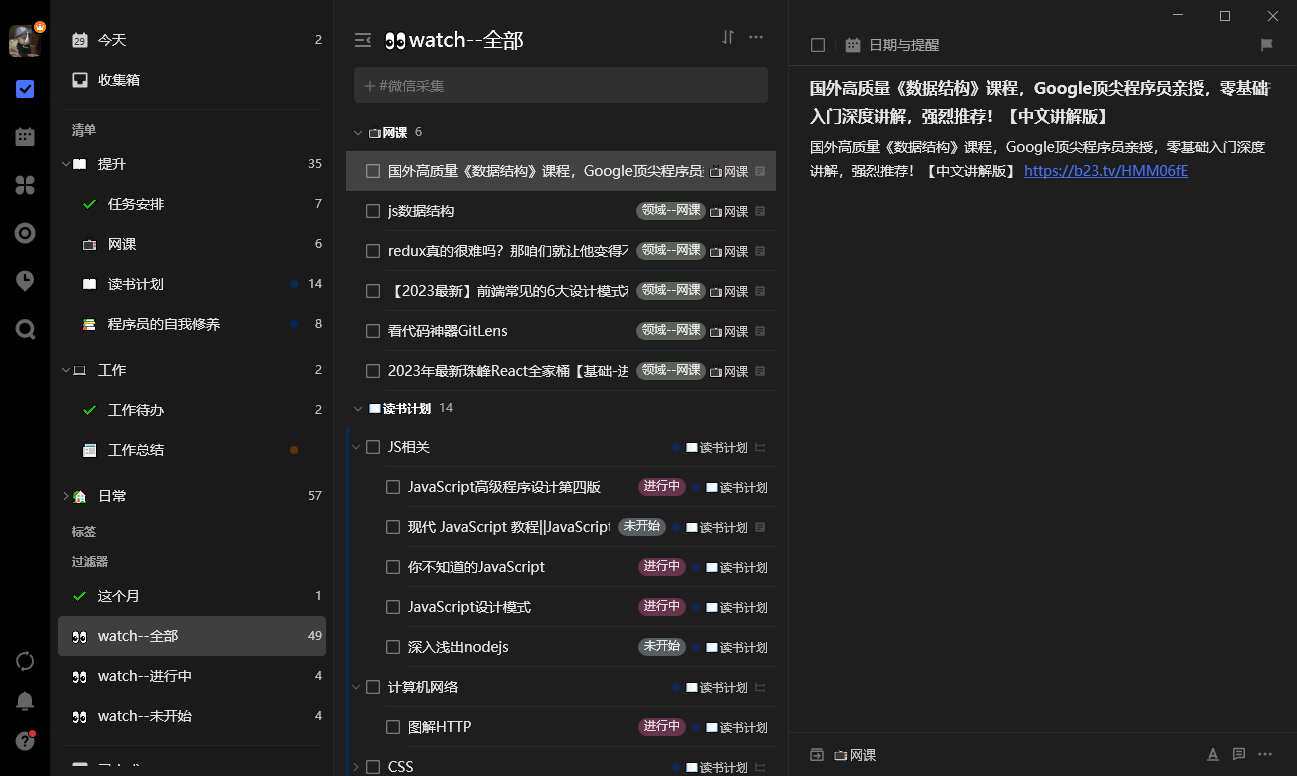 29
今天
2
收集箱
清单
提升
35
任务安排
7
网课
6
读书计划
14
程序员的自我修养
8
工作
2
工作待办
2
工作总结
日常
57
标签
过滤器
这个月
1
watch--全部
49
watch--进行中
4
watch--未开始
4
watch--全部
#微信采集
网课 6
国外高质量《数据结构》课程，Google顶尖程序员 网课
js数据结构 领域--网课 网课
redux真的很难吗？那咱们就让他变得 领域--网课 网课
【2023最新】前端常见的6大设计模式 领域--网课 网课
看代码神器GitLens 领域--网课 网课
2023年最新珠峰React全家桶【基础-进 领域--网课 网课
读书计划 14
JS相关 读书计划
JavaScript高级程序设计第四版 进行中 读书计划
现代 JavaScript 教程||JavaScript 未开始 读书计划
你不知道的JavaScript 进行中 读书计划
JavaScript设计模式 进行中 读书计划
深入浅出nodejs 未开始 读书计划
计算机网络 读书计划
图解HTTP 进行中 读书计划
CSS 读书计划
日期与提醒
国外高质量《数据结构》课程，Google顶尖程序员亲授，零基础
入门深度讲解，强烈推荐！【中文讲解版】
国外高质量《数据结构》课程，Google顶尖程序员亲授，零基础入门深度
讲解，强烈推荐！【中文讲解版】 https://b23.tv/HMM06fE
网课